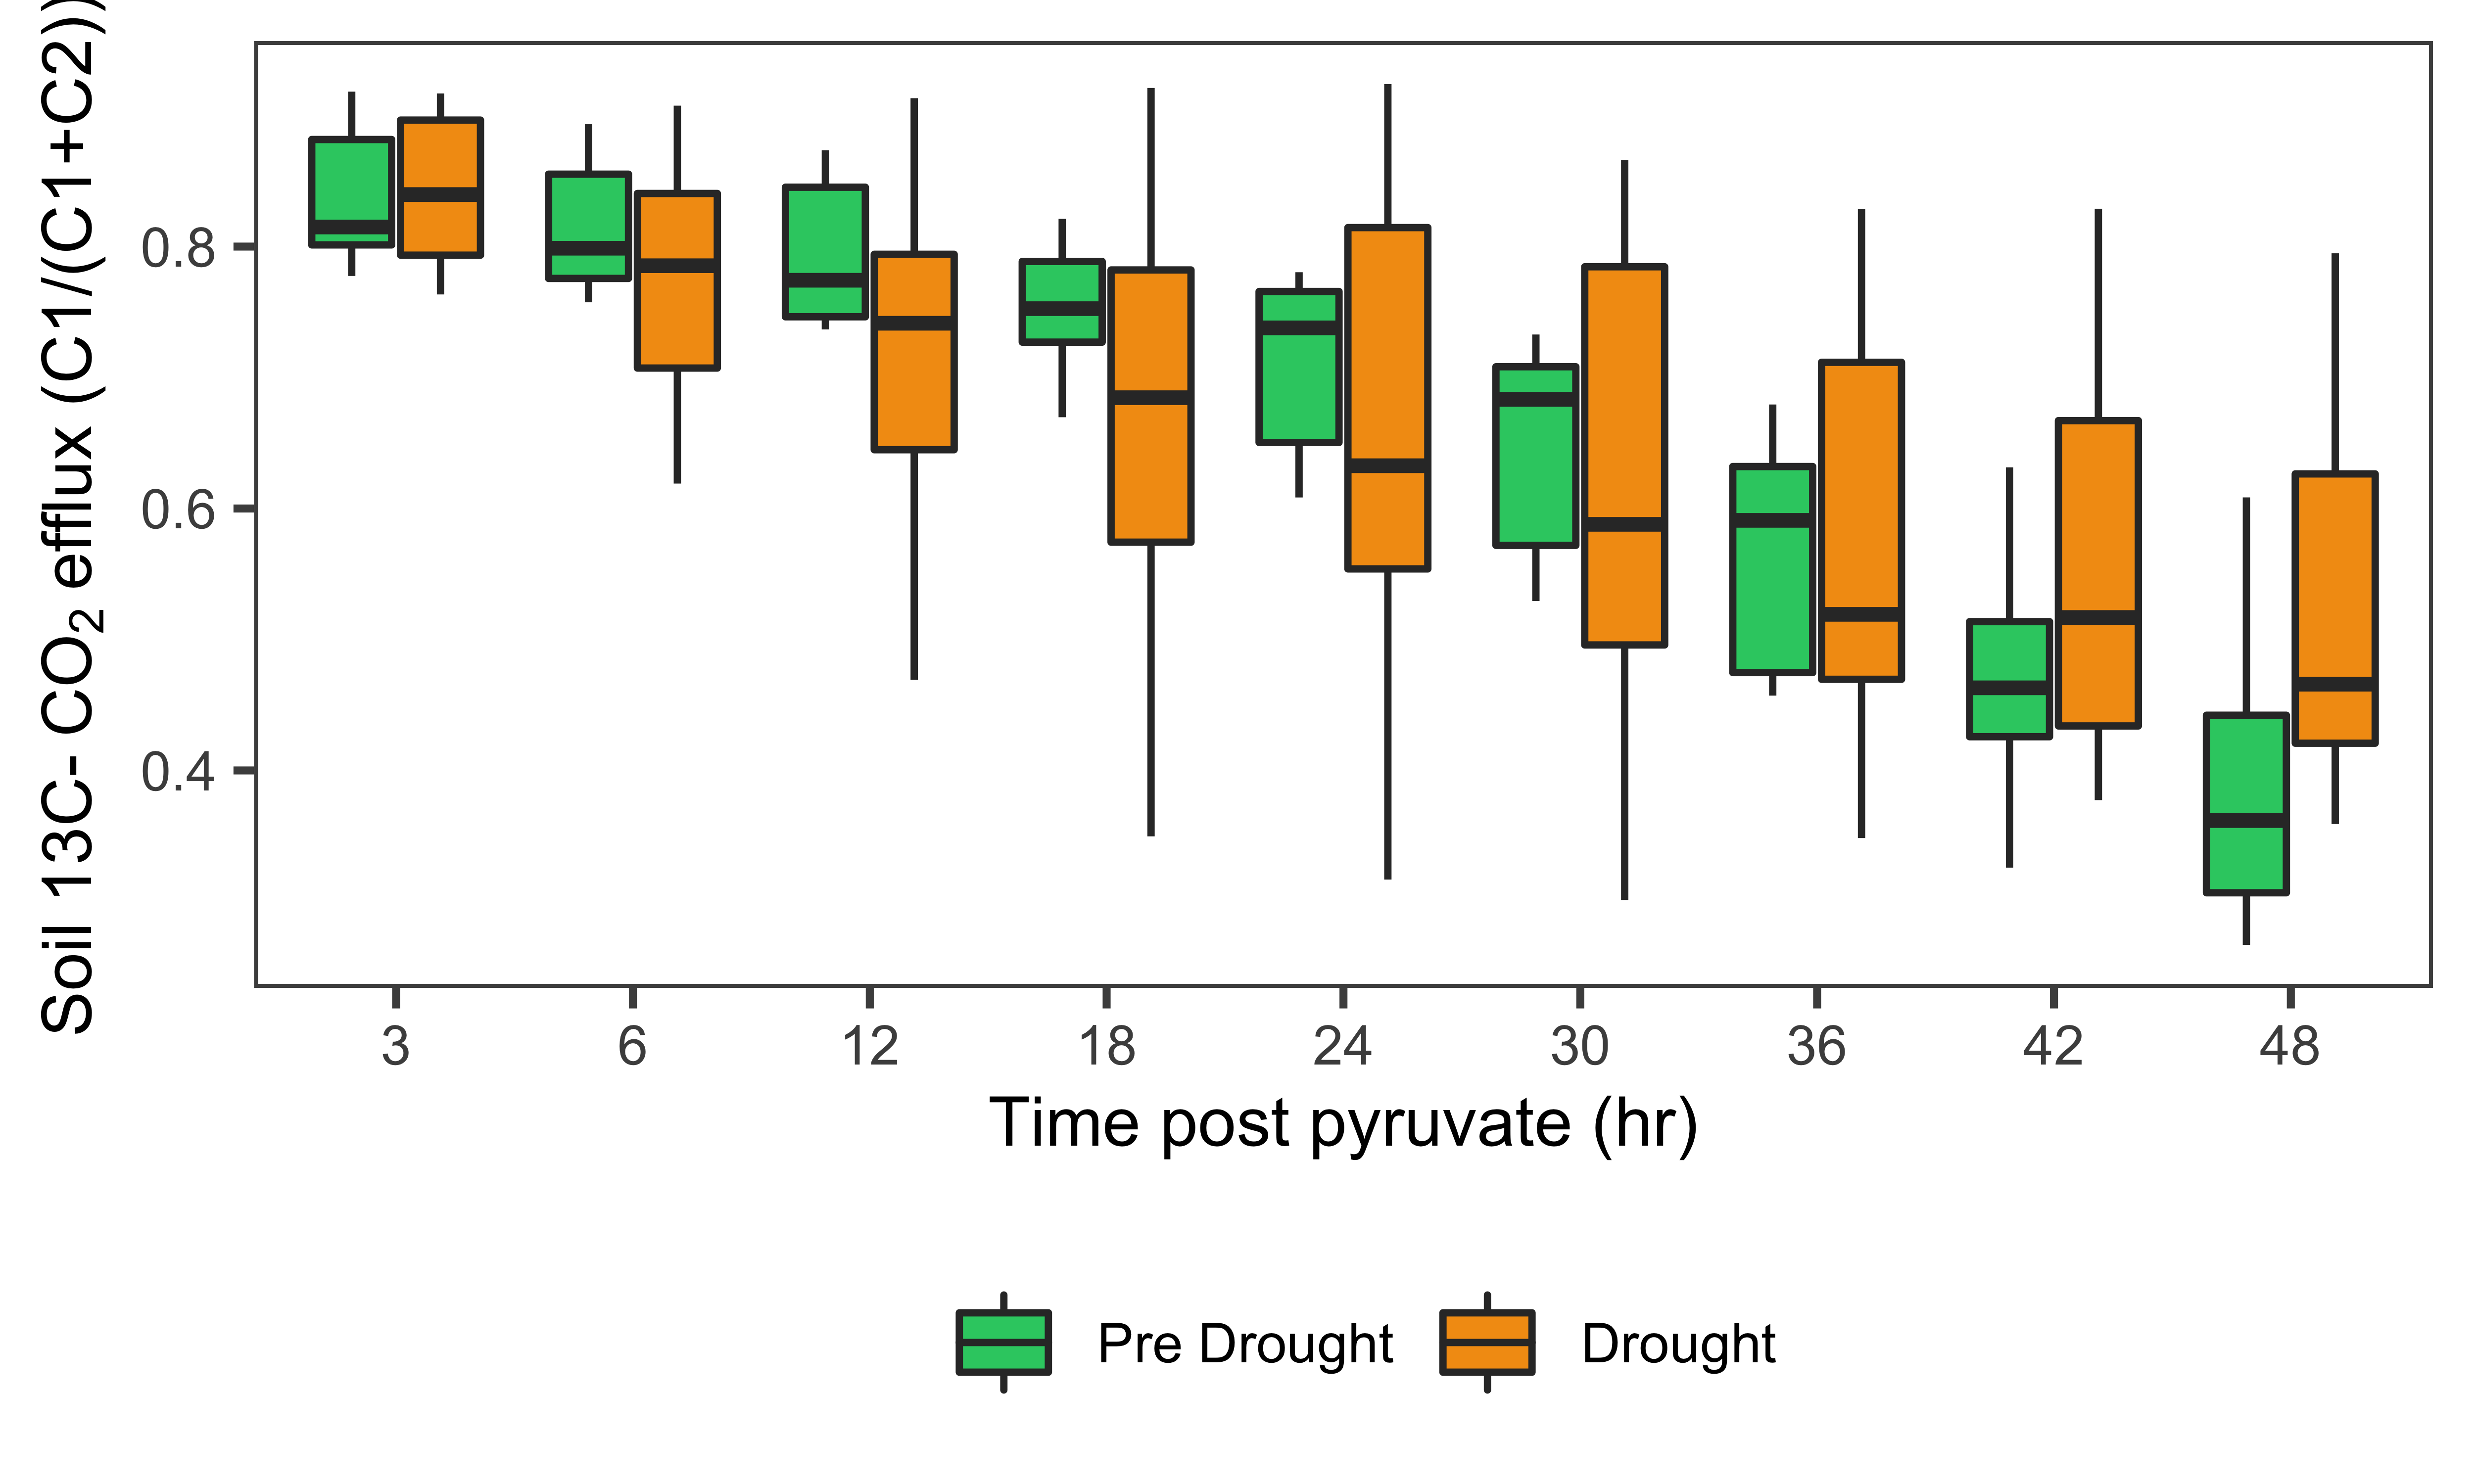 Soil 13C- CO₂ efflux (C1/(C1+C2))
0.8
0.6
0.4
3 6 12 18 24 30 36 42 48
Time post pyruvate (hr)
Pre Drought Drought